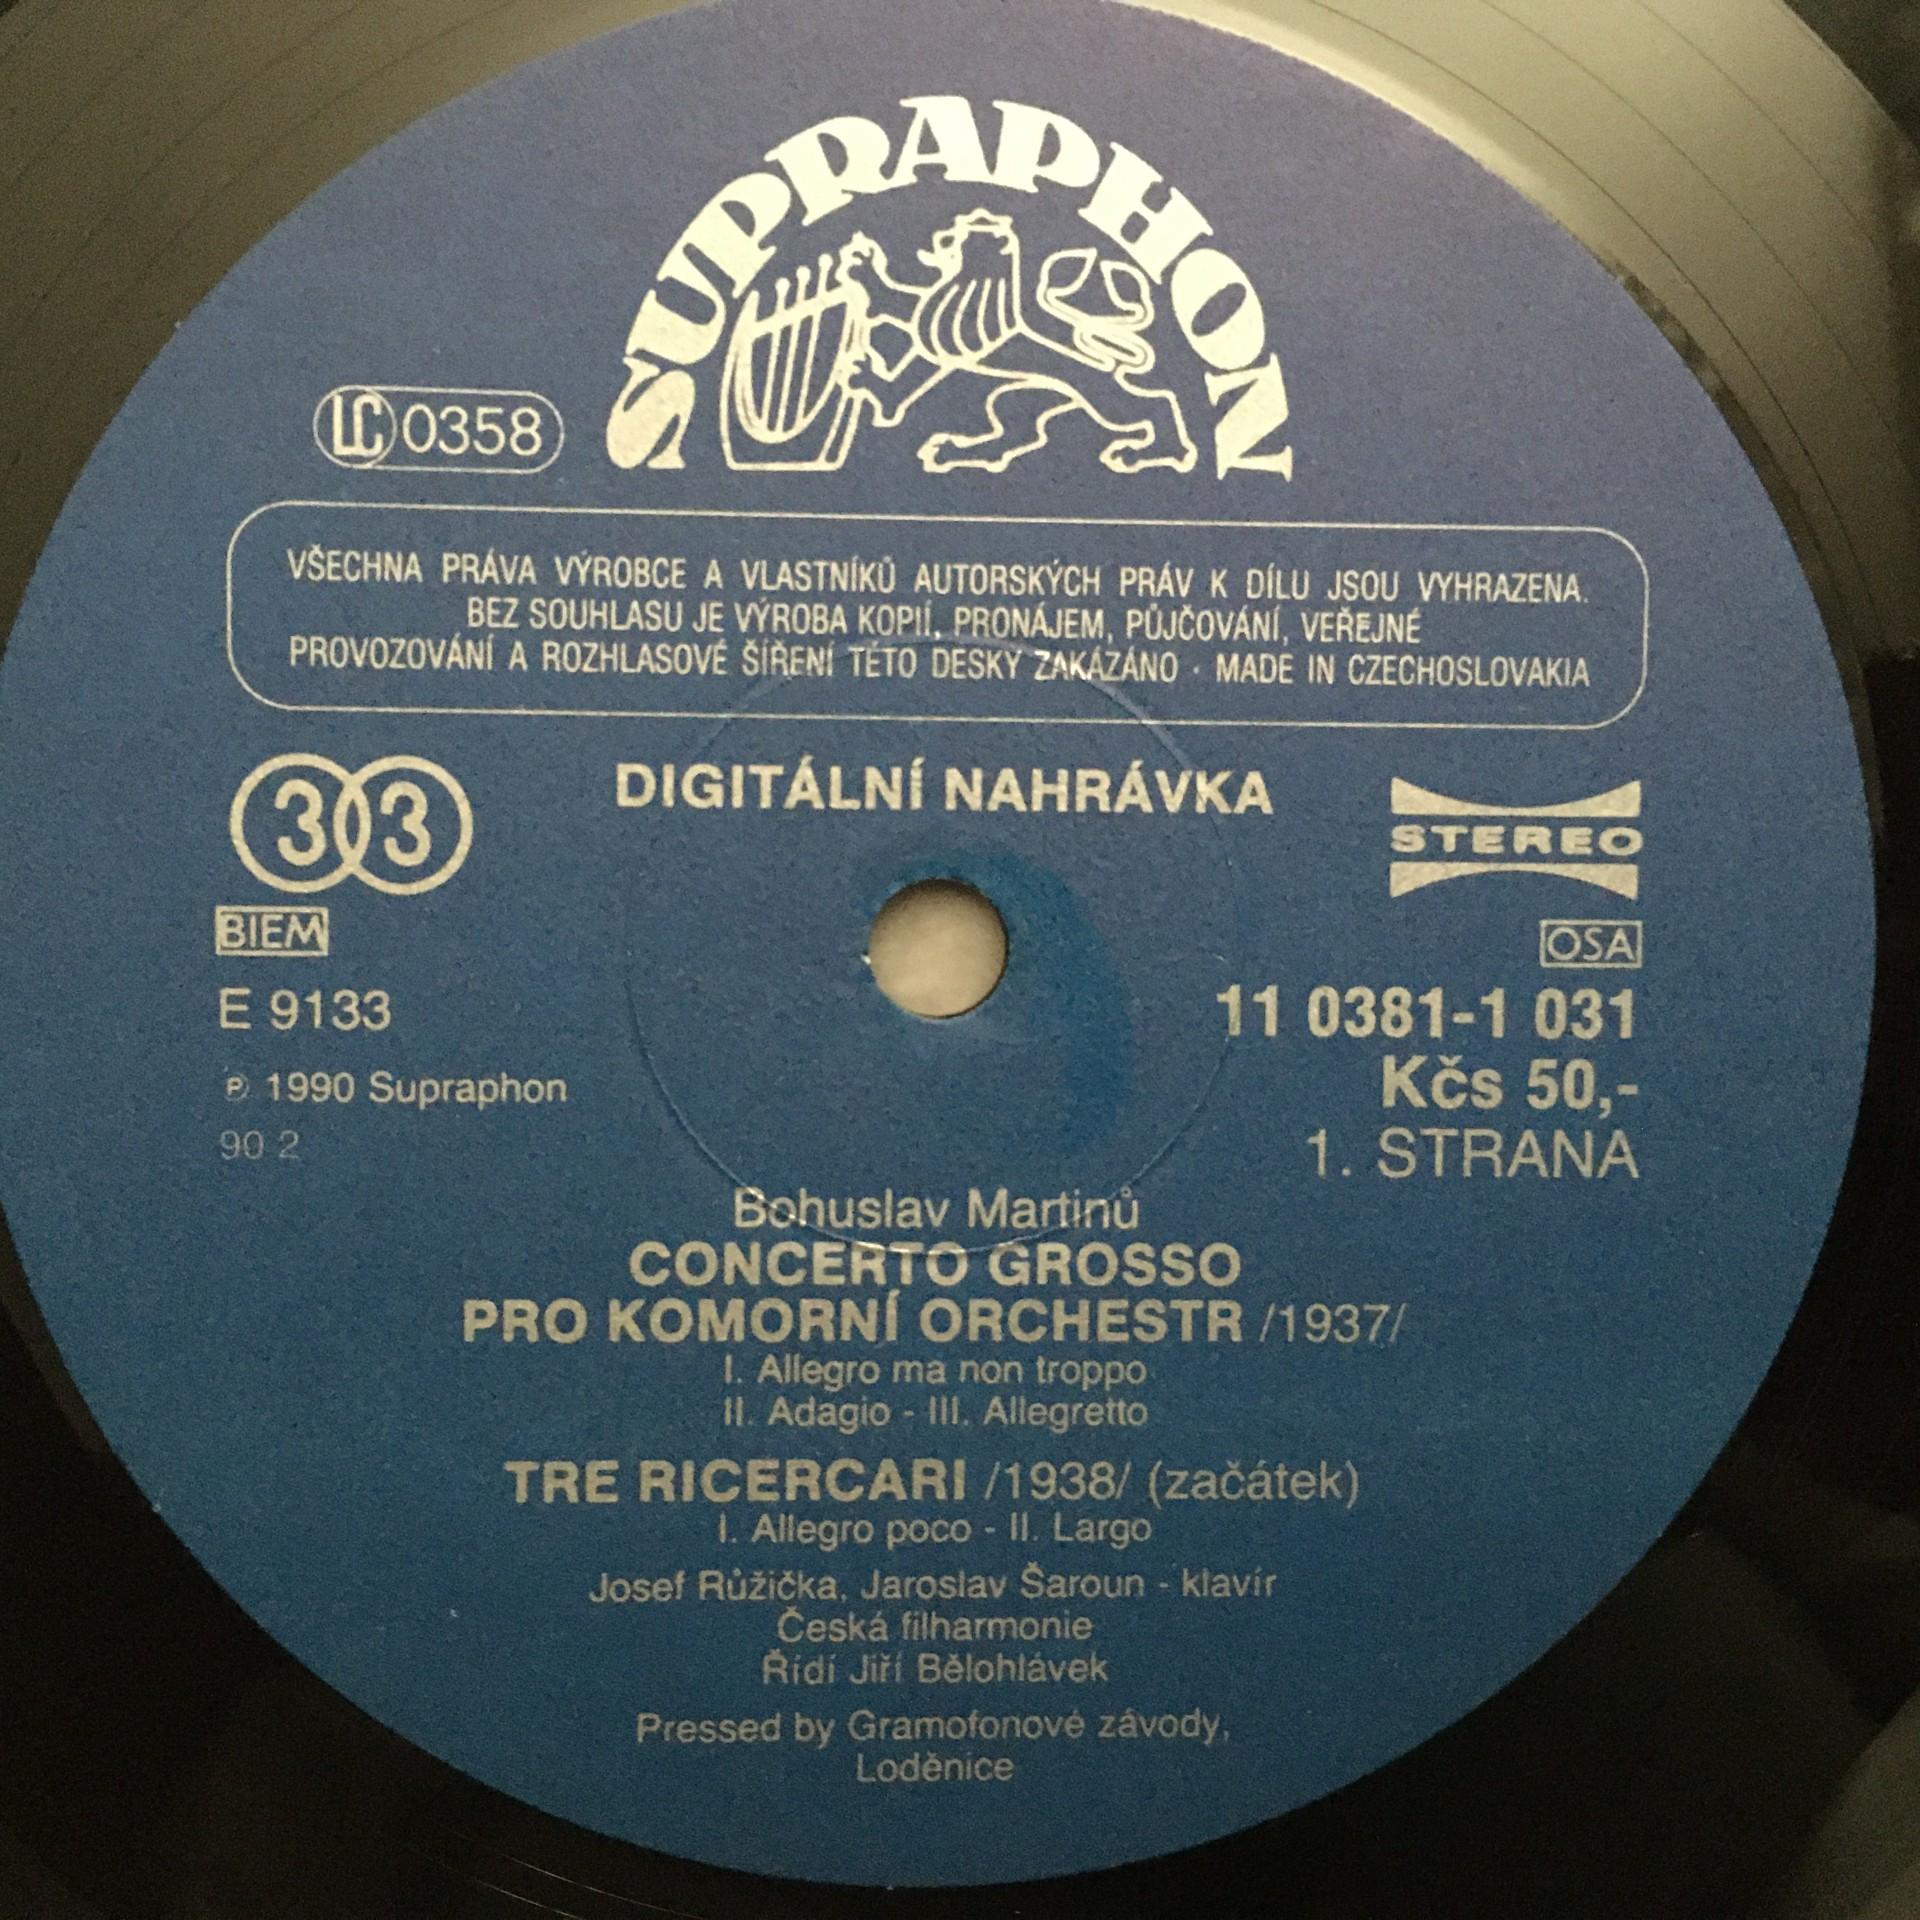 SUPRAPHON
LC 0358
VŠECHNA PRÁVA VÝROBCE A VLASTNÍKŮ AUTORSKÝCH PRÁV K DÍLU JSOU VYHRAZENA.
BEZ SOUHLASU JE VÝROBA KOPIÍ, PRONÁJEM, PŮJČOVÁNÍ, VEŘEJNÉ
PROVOZOVÁNÍ A ROZHLASOVÉ ŠÍŘENÍ TÉTO DESKY ZAKÁZÁNO · MADE IN CZECHOSLOVAKIA
33
DIGITÁLNÍ NAHRÁVKA
STEREO
BIEM
OSA
E 9133
11 0381-1 031
℗ 1990 Supraphon
Kčs 50,-
90 2
1. STRANA
Bohuslav Martinů
CONCERTO GROSSO
PRO KOMORNÍ ORCHESTR /1937/
I. Allegro ma non troppo
II. Adagio - III. Allegretto
TRE RICERCARI /1938/ (začátek)
I. Allegro poco - II. Largo
Josef Růžička, Jaroslav Šaroun - klavír
Česká filharmonie
Řídí Jiří Bělohlávek
Pressed by Gramofonové závody,
Loděnice